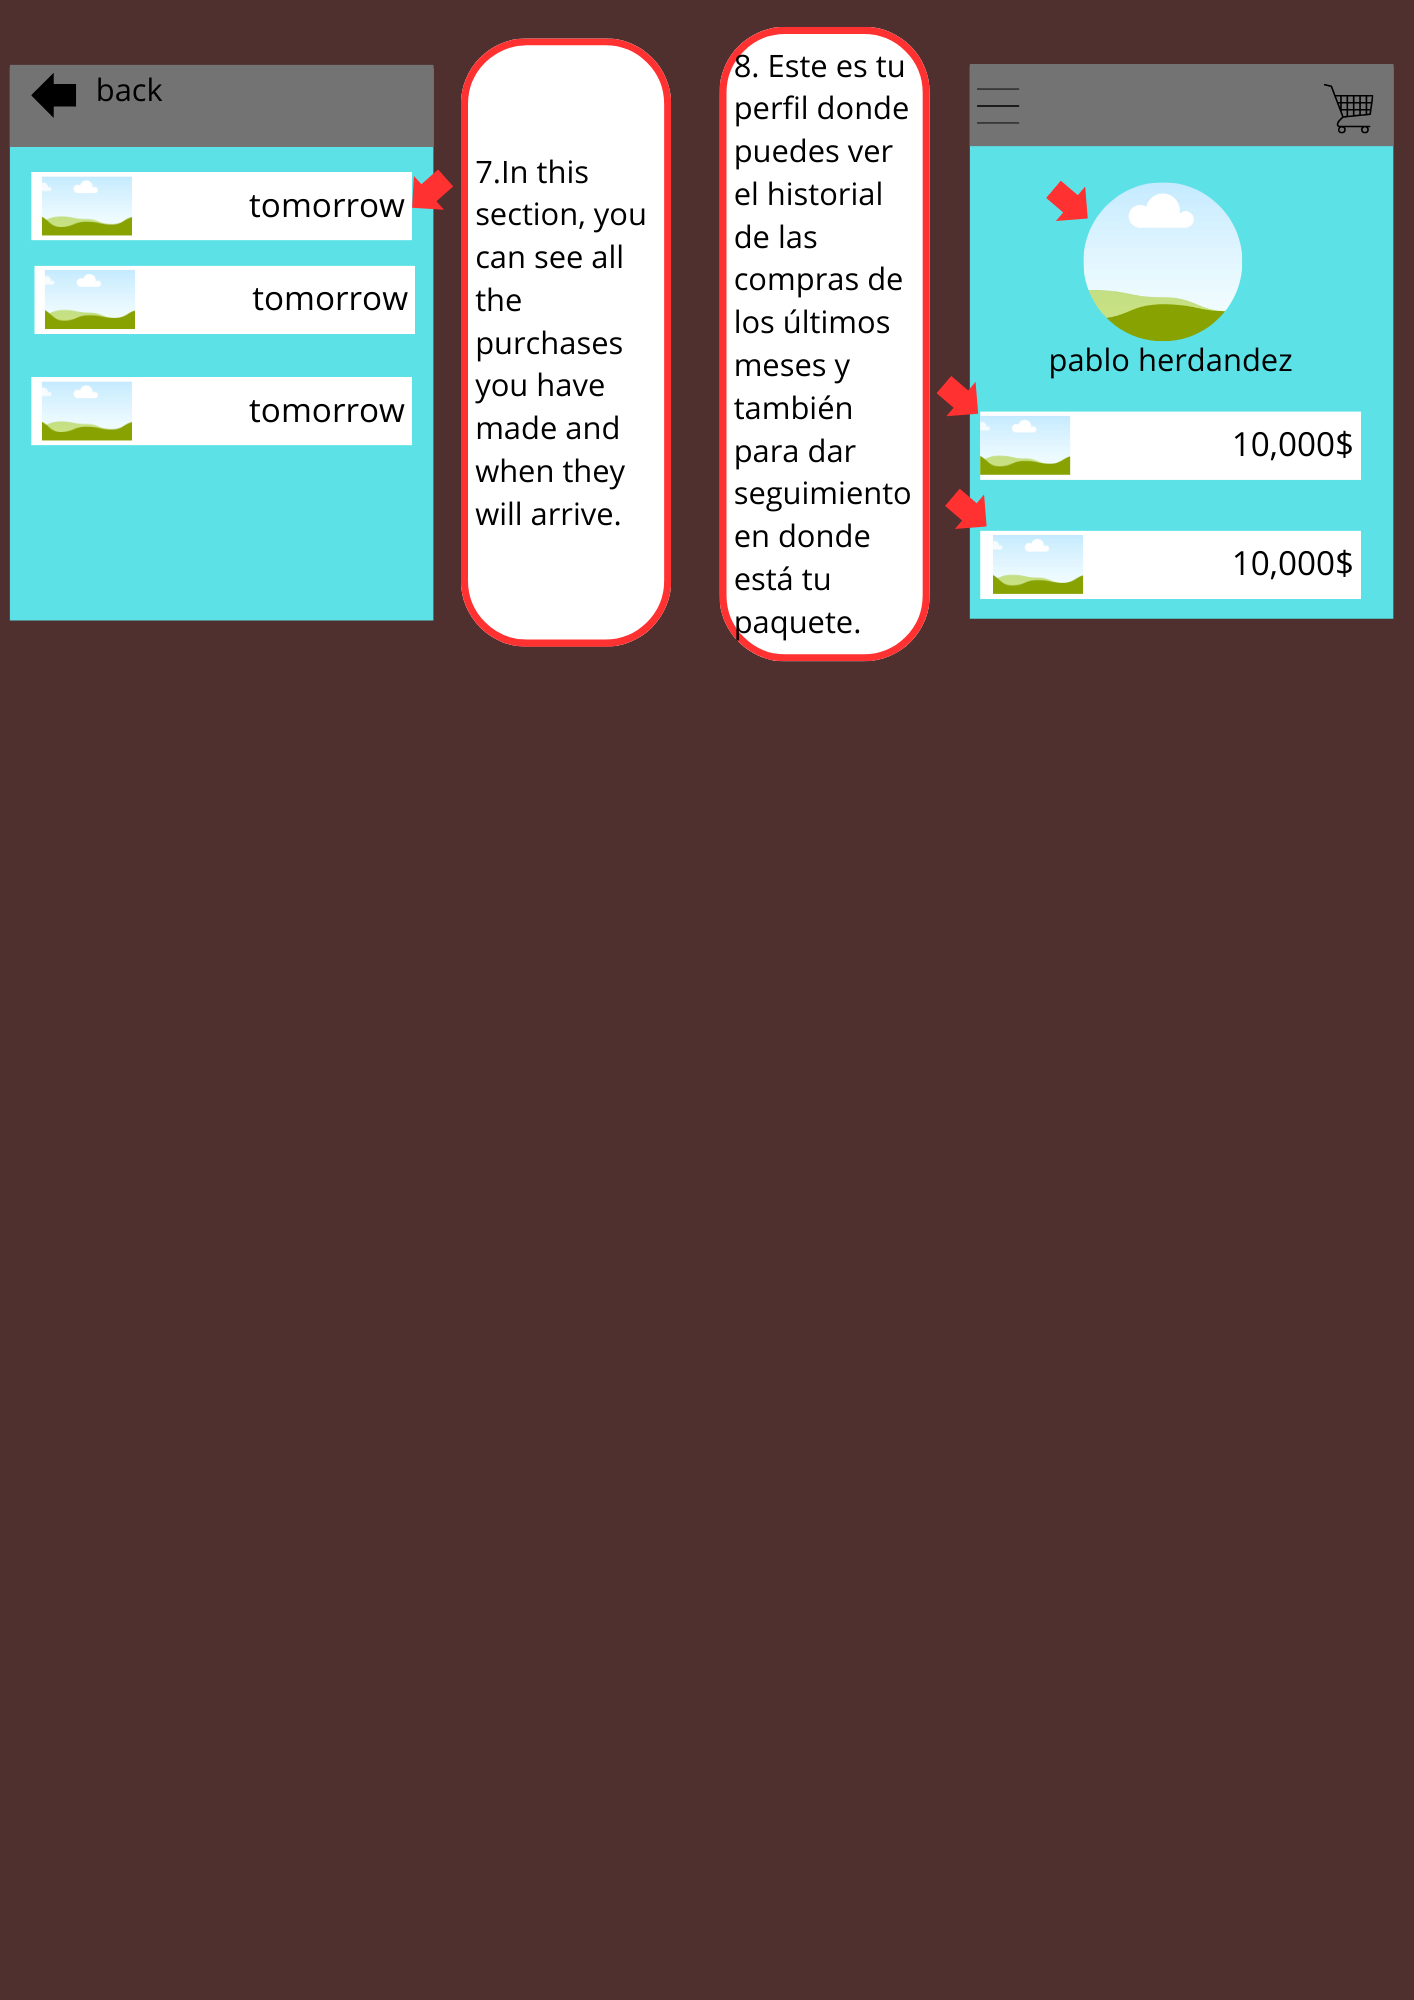 back
tomorrow
tomorrow
tomorrow
7.In this
section, you
can see all
the
purchases
you have
made and
when they
will arrive.
8. Este es tu
perfil donde
puedes ver
el historial
de las
compras de
los últimos
meses y
también
para dar
seguimiento
en donde
está tu
paquete.
pablo herdandez
10,000$
10,000$